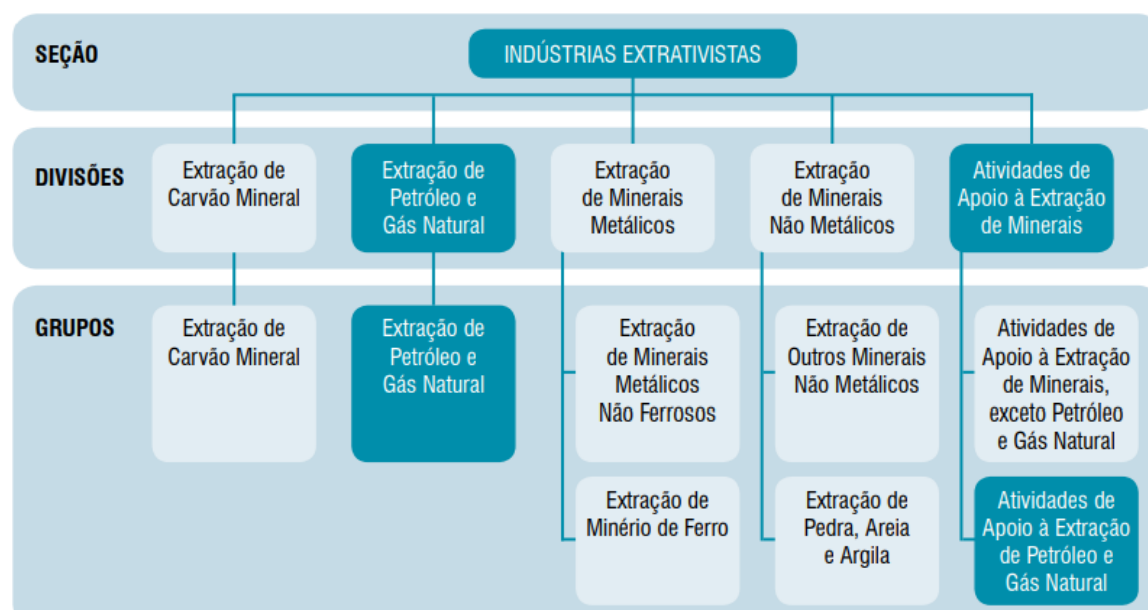 SEÇÃO
INDÚSTRIAS EXTRATIVISTAS
DIVISÕES
Extração de
Carvão Mineral
Extração de
Petróleo e
Gás Natural
Extração
de Minerais
Metálicos
Extração
de Minerais
Não Metálicos
Atividades de
Apoio à Extração
de Minerais
GRUPOS
Extração de
Carvão Mineral
Extração de
Petróleo e
Gás Natural
Extração
de Minerais
Metálicos
Não Ferrosos
Extração de
Outros Minerais
Não Metálicos
Atividades de
Apoio à Extração
de Minerais,
exceto Petróleo
e Gás Natural
Extração de
Minério de Ferro
Extração de
Pedra, Areia
e Argila
Atividades de
Apoio à Extração
de Petróleo e
Gás Natural